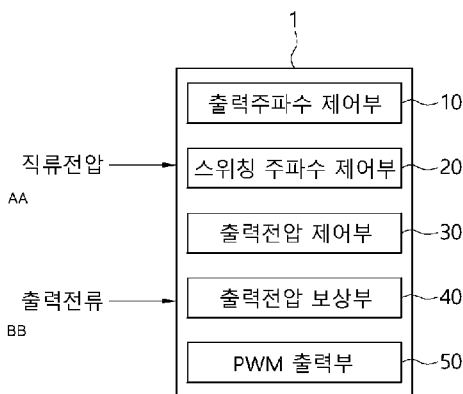 1
출력주파수 제어부 10
직류전압
AA
스위칭 주파수 제어부 20
출력전압 제어부 30
출력전류
BB
출력전압 보상부 40
PWM 출력부 50